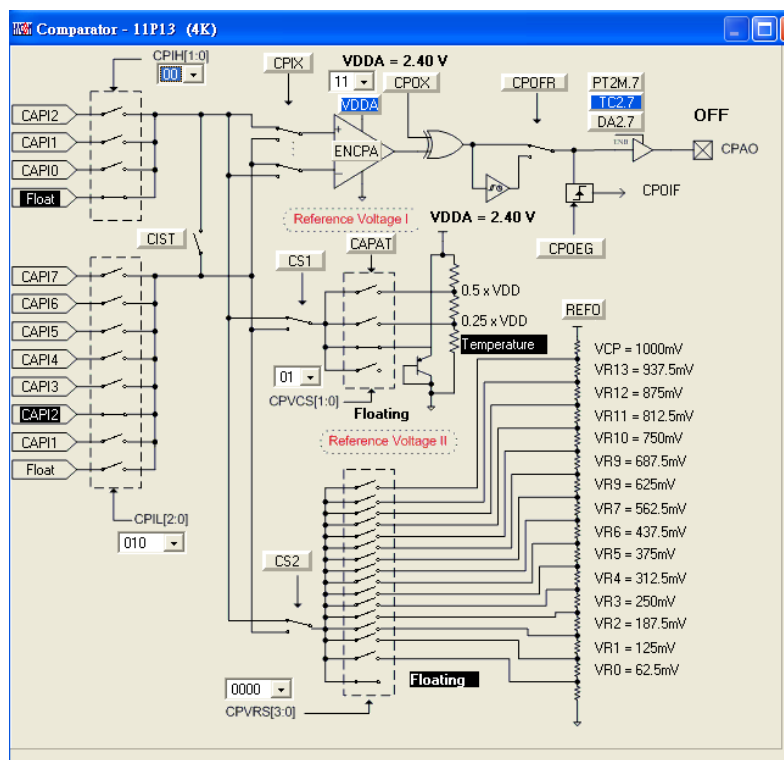 Comparator - 11P13 (4K)
CPIH[1:0]
00
CPIX
VDDA = 2.40 V
11
CPOX
CPOFR
PT2M.7
TC2.7
DA2.7
OFF
VDDA
CAPI2
CAPI1
CAPI0
Float
ENCPA
+
-
ENB
CPAO
CPOIF
CPOEG
Reference Voltage I
VDDA = 2.40 V
CIST
CAPI7
CAPI6
CAPI5
CAPI4
CAPI3
CAPI2
CAPI1
Float
CS1
CAPAT
0.5 x VDD
0.25 x VDD
Temperature
01
CPVCS[1:0]
Floating
REFO
Reference Voltage II
VCP = 1000mV
VR13 = 937.5mV
VR12 = 875mV
VR11 = 812.5mV
VR10 = 750mV
VR9 = 687.5mV
VR9 = 625mV
VR7 = 562.5mV
VR6 = 437.5mV
VR5 = 375mV
VR4 = 312.5mV
VR3 = 250mV
VR2 = 187.5mV
VR1 = 125mV
VR0 = 62.5mV
CPIL[2:0]
010
CS2
0000
CPVRS[3:0]
Floating